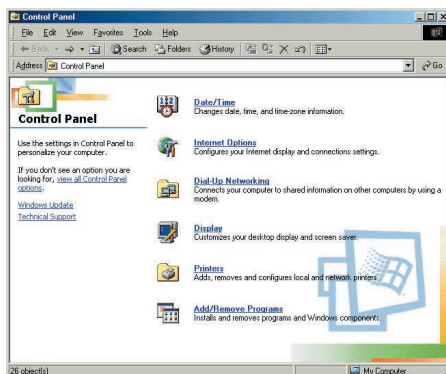 Control Panel
File Edit View Favorites Tools Help
Back Search Folders History
Address Control Panel Go
Control Panel
Use the settings in Control Panel to
personalize your computer.
If you don't see an option you are
looking for, view all Control Panel
options.
Windows Update
Technical Support
Date/Time
Changes date, time, and time-zone information.
Internet Options
Configures your Internet display and connections settings.
Dial-Up Networking
Connects your computer to shared information on other computers by using a
modem.
Display
Customizes your desktop display and screen saver.
Printers
Adds, removes and configures local and network printers.
Add/Remove Programs
Installs and removes programs and Windows components.
26 object(s) My Computer